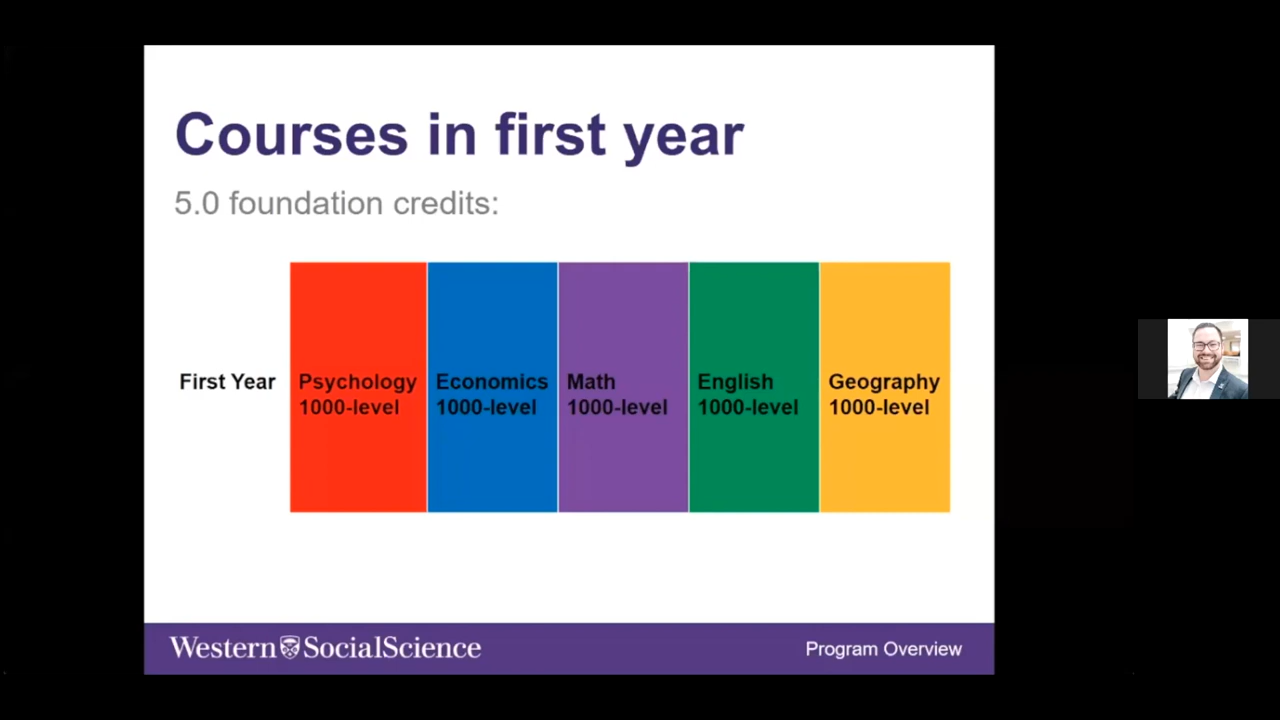 Courses in first year
5.0 foundation credits:
First Year
Psychology
1000-level
Economics
1000-level
Math
1000-level
English
1000-level
Geography
1000-level
Western SocialScience
Program Overview